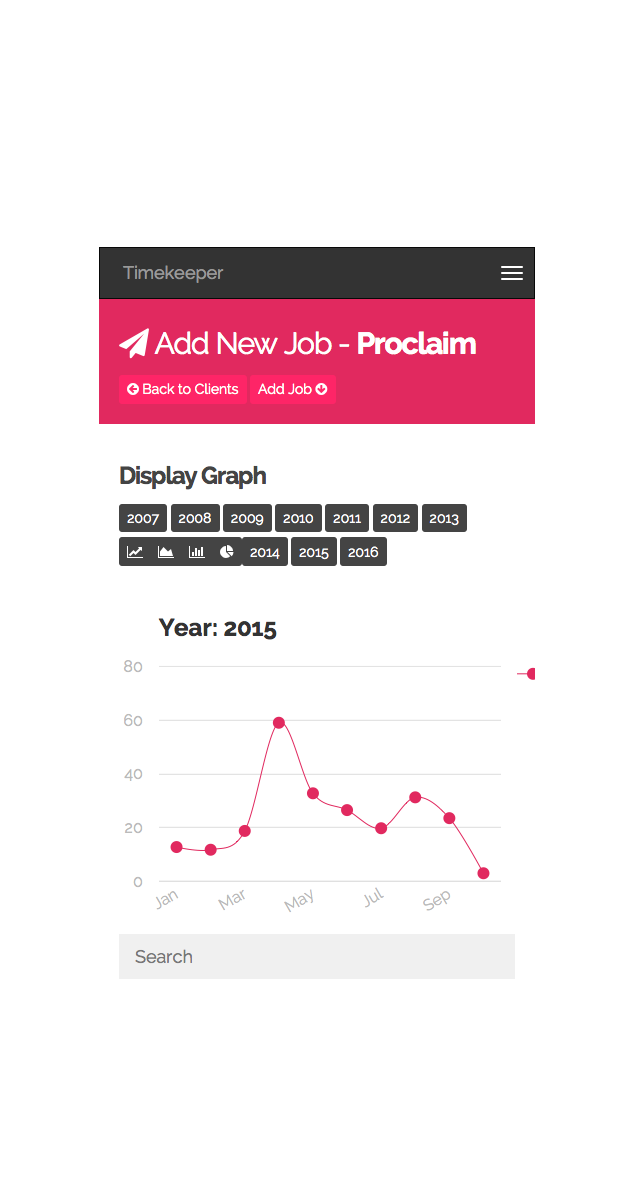 Timekeeper
Add New Job - Proclaim
Back to Clients Add Job
Display Graph
2007 2008 2009 2010 2011 2012 2013
2014 2015 2016
Year: 2015
80
60
40
20
0
Jan Mar May Jul Sep
Search